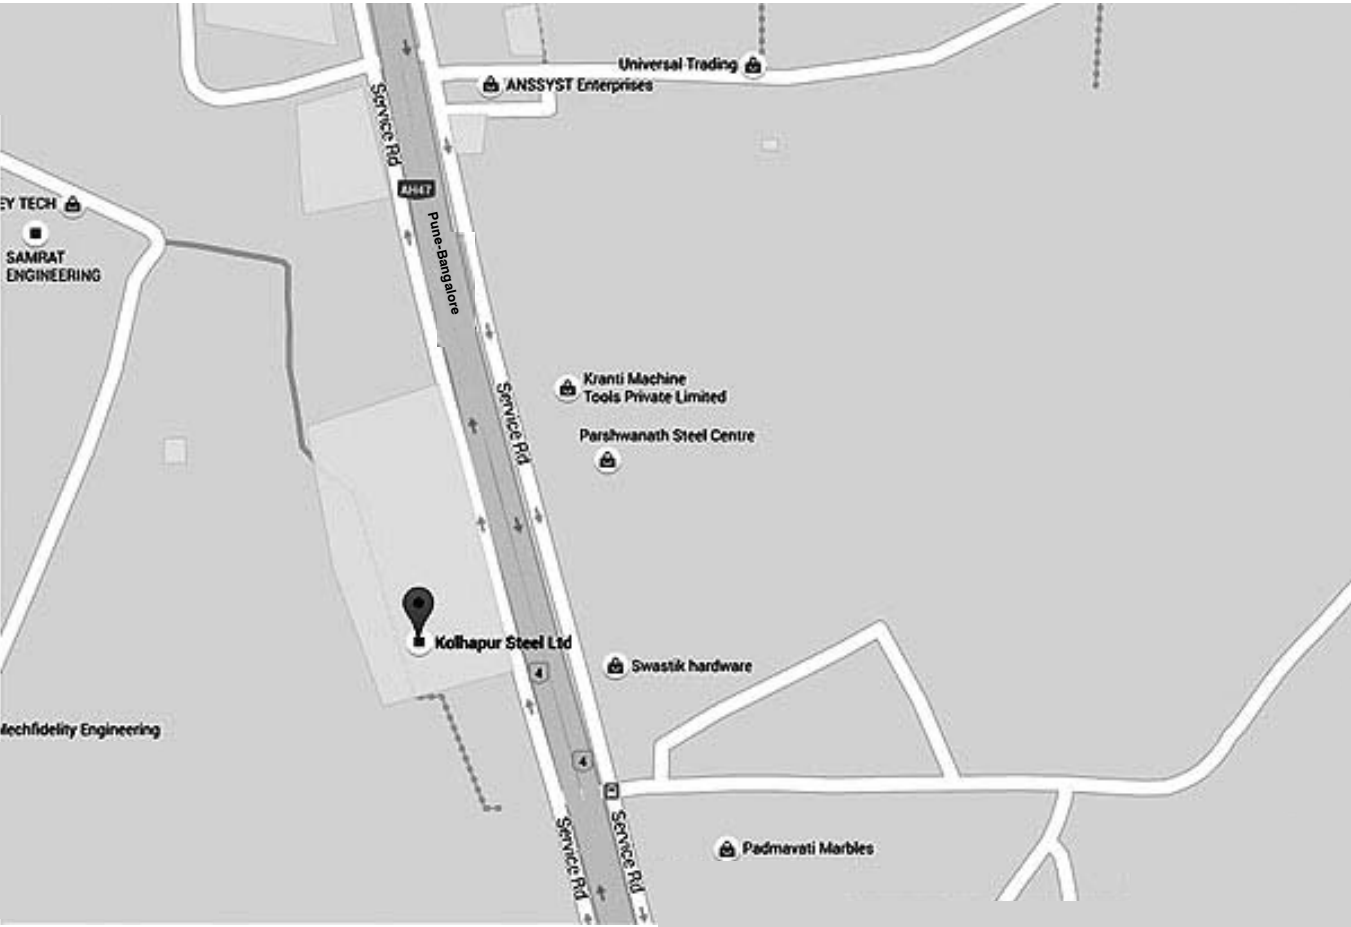 Universal Trading
ANSSYST Enterprises
Service Rd
AH47
EY TECH
Pune-Bangalore
SAMRAT
ENGINEERING
Kranti Machine
Tools Private Limited
Service Rd
Parshwanath Steel Centre
Kolhapur Steel Ltd
Swastik hardware
4
Mechfidelity Engineering
4
Service Rd
Service Rd
Padmavati Marbles